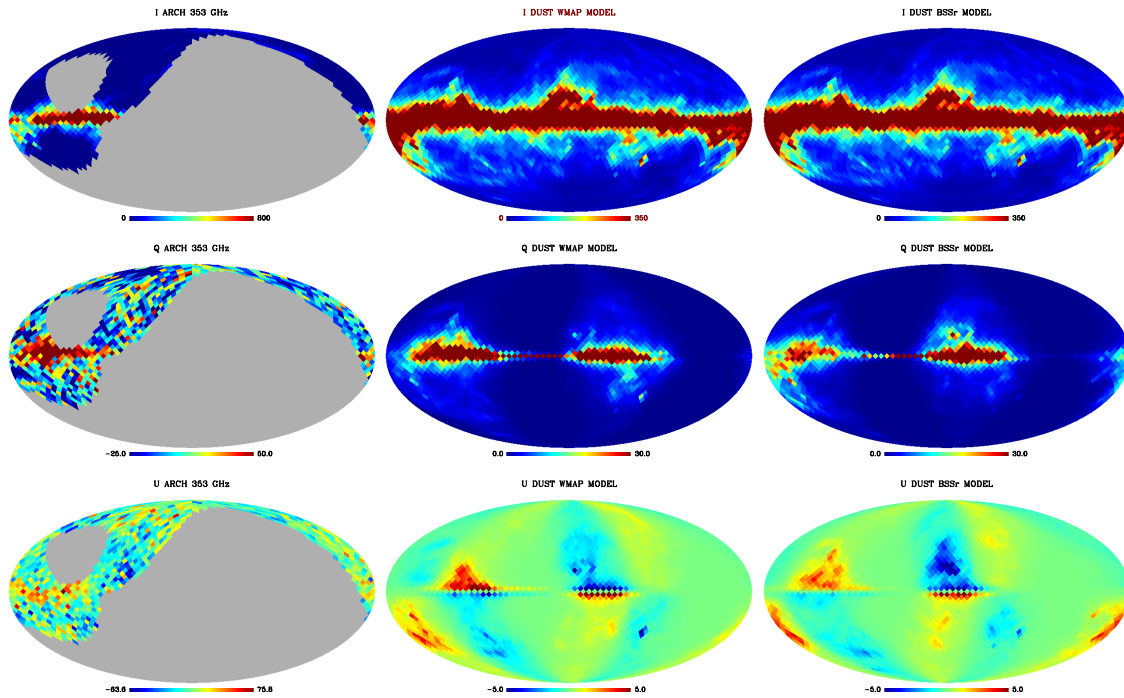 I ARCH 353 GHz
I DUST WMAP MODEL
I DUST BSSr MODEL
0 800
0 350
0 350
Q ARCH 353 GHz
Q DUST WMAP MODEL
Q DUST BSSr MODEL
-25.0 50.0
0.0 30.0
0.0 30.0
U ARCH 353 GHz
U DUST WMAP MODEL
U DUST BSSr MODEL
-63.6 75.8
-5.0 5.0
-5.0 5.0